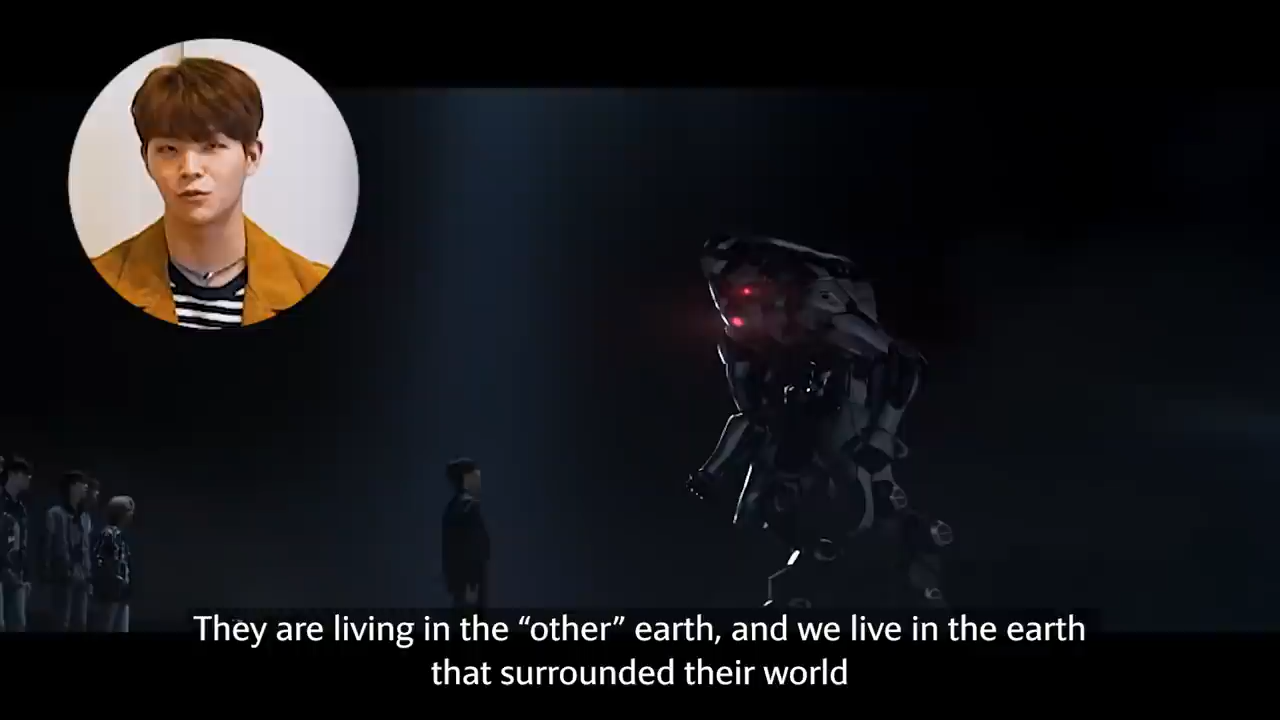 They are living in the “other” earth, and we live in the earth
that surrounded their world